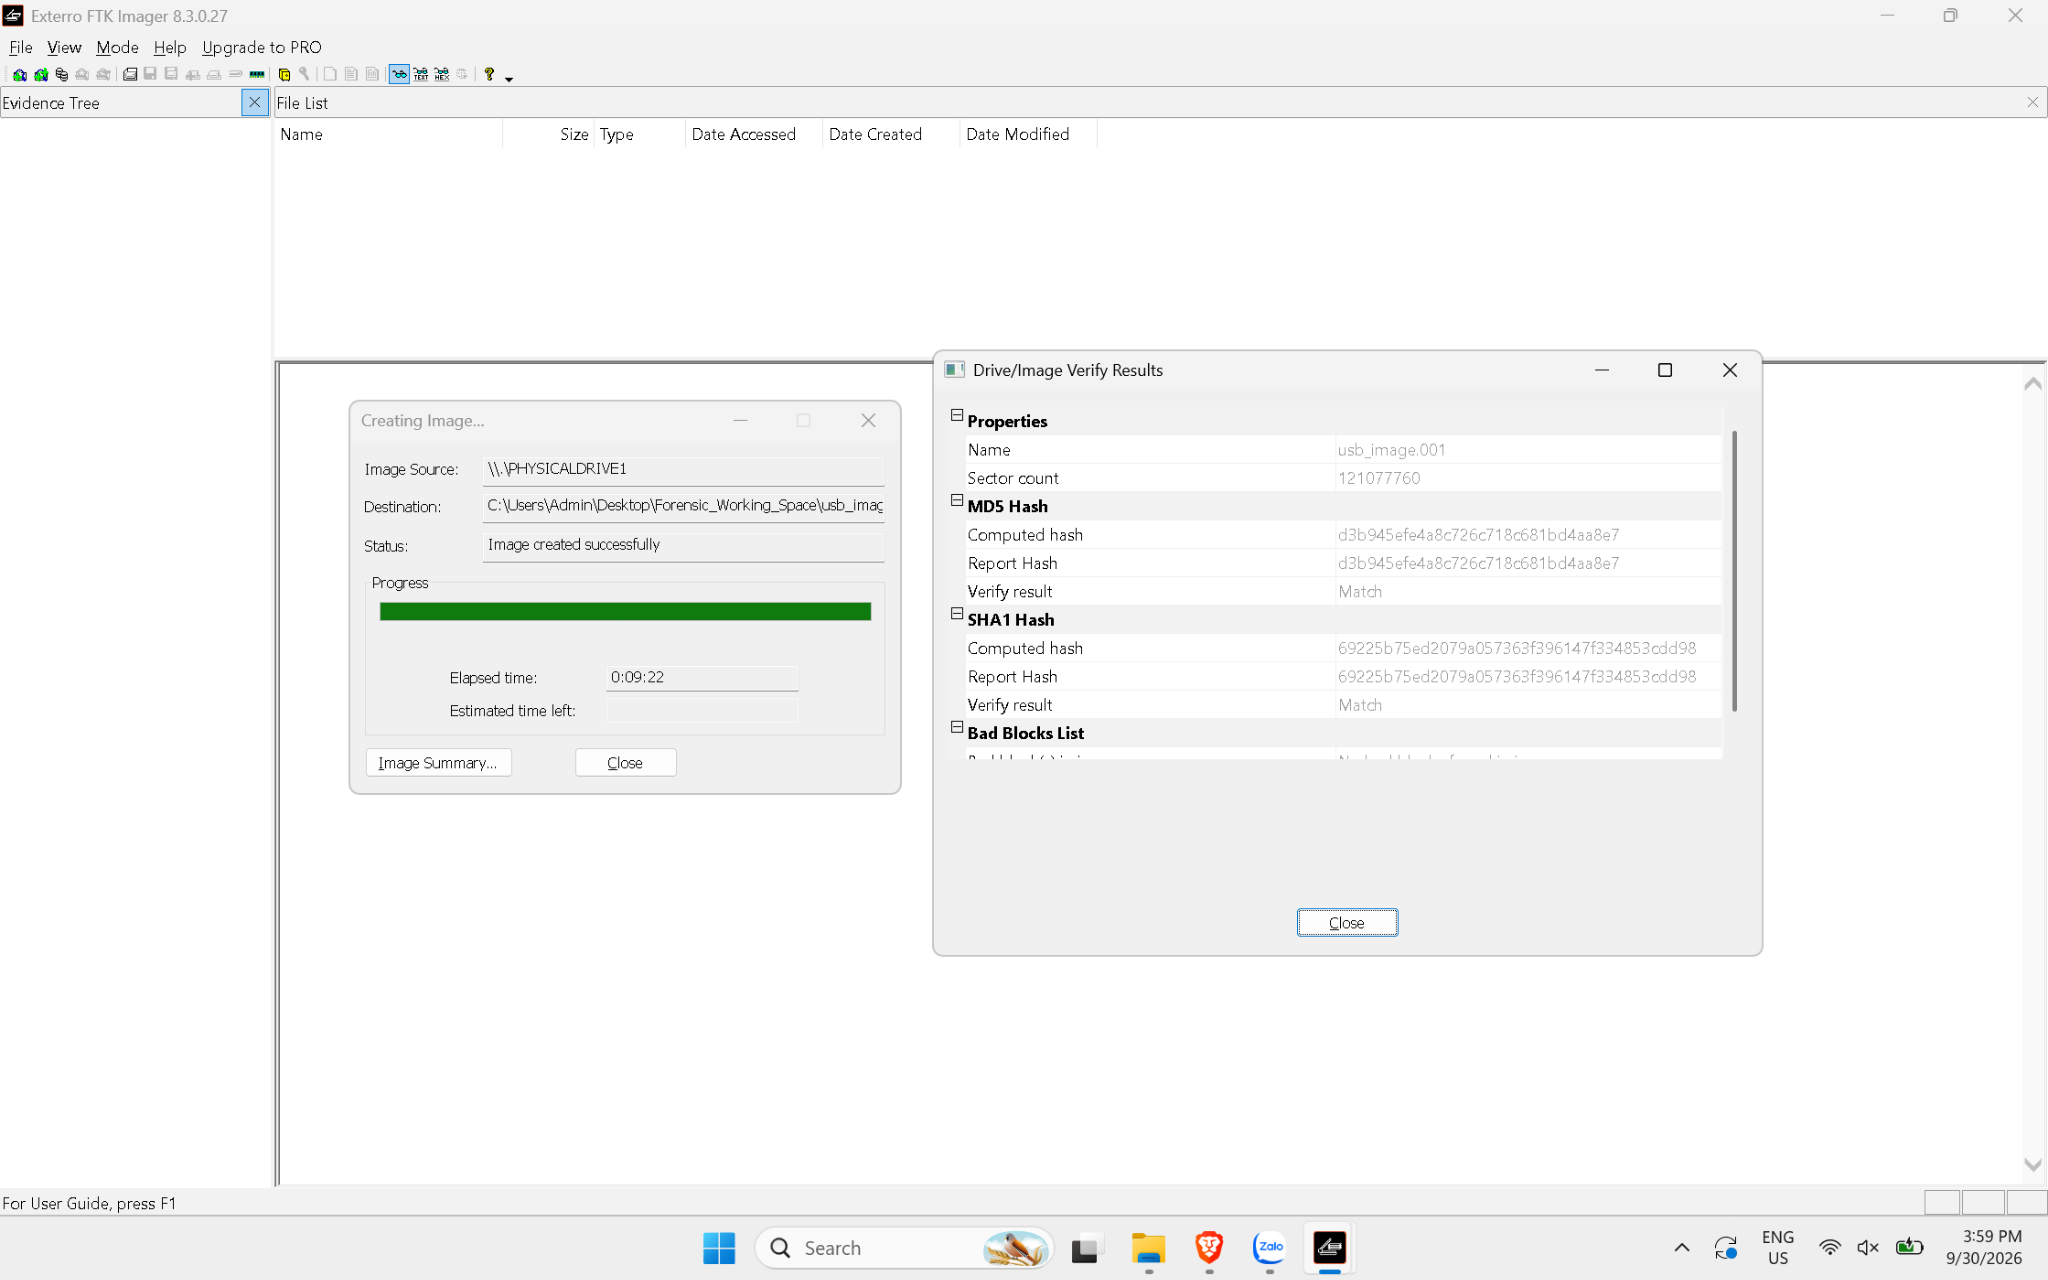 Exterro FTK Imager 8.3.0.27
File View Mode Help Upgrade to PRO
Evidence Tree
File List
Name Size Type Date Accessed Date Created Date Modified
Creating Image...
Image Source: \\.\PHYSICALDRIVE1
Destination: C:\Users\Admin\Desktop\Forensic_Working_Space\usb_imag
Status: Image created successfully
Progress
Elapsed time: 0:09:22
Estimated time left:
Image Summary... Close
Drive/Image Verify Results
Properties
Name usb_image.001
Sector count 121077760
MD5 Hash
Computed hash d3b945efe4a8c726c718c681bd4aa8e7
Report Hash d3b945efe4a8c726c718c681bd4aa8e7
Verify result Match
SHA1 Hash
Computed hash 69225b75ed2079a057363f396147f334853cdd98
Report Hash 69225b75ed2079a057363f396147f334853cdd98
Verify result Match
Bad Blocks List
Close
For User Guide, press F1
Search
Zalo
ENG
US
3:59 PM
9/30/2026